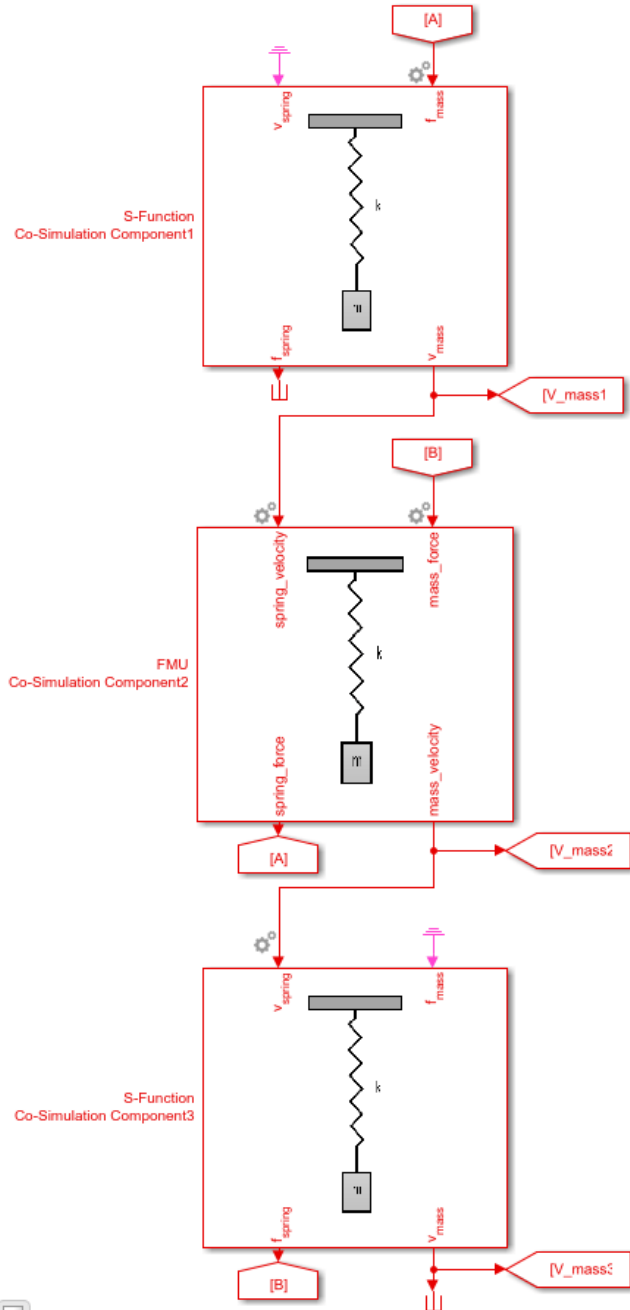 [A]
v_spring
f_mass
k
m
S-Function
Co-Simulation Component1
f_spring
v_mass
[V_mass1
[B]
spring_velocity
mass_force
k
m
FMU
Co-Simulation Component2
spring_force
mass_velocity
[A]
[V_mass2
v_spring
f_mass
k
m
S-Function
Co-Simulation Component3
f_spring
v_mass
[B]
[V_mass3